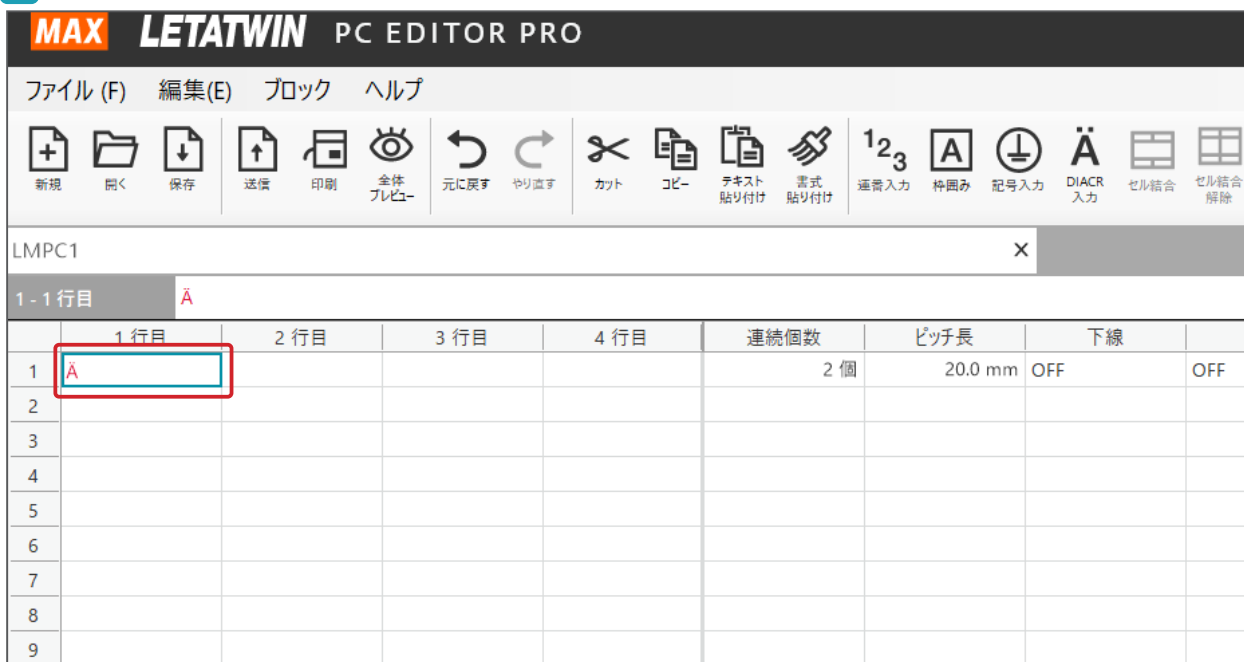 MAX LETATWIN PC EDITOR PRO
ファイル (F) 編集(E) ブロック ヘルプ
新規 開く 保存 送信 印刷 全体プレビュー 元に戻す やり直す カット コピー テキスト貼り付け 書式貼り付け 連番入力 枠囲み 記号入力 DIACR入力 セル結合 セル結合解除
LMPC1 ×
1 - 1 行目 Ä
1 行目 2 行目 3 行目 4 行目 連続個数 ピッチ長 下線
1 Ä 2 個 20.0 mm OFF OFF
2
3
4
5
6
7
8
9